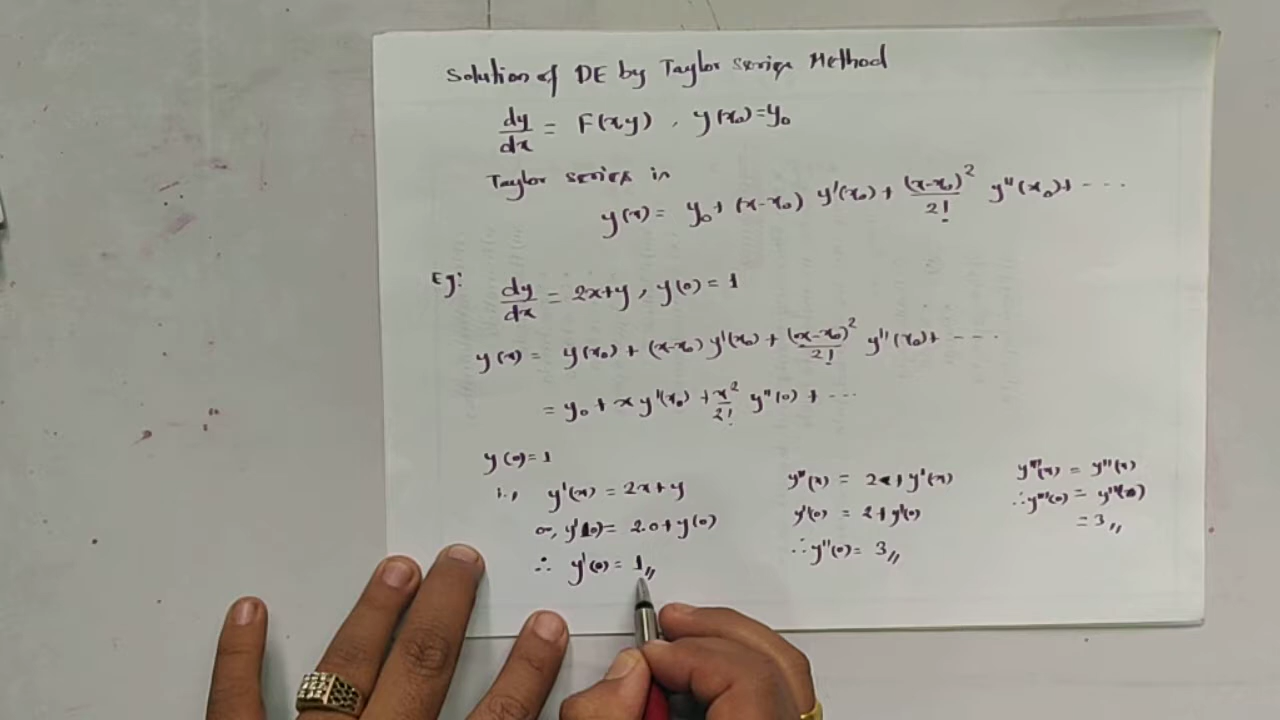 Solution of DE by Taylor Series Method
dy/dx = F(x,y) , y(x₀)=y₀
Taylor series is
y(x) = y₀ + (x-x₀) y'(x₀) + (x-x₀)²/2! y''(x₀)+ ---
Eg: dy/dx = 2x+y , y(0) = 1
y(x) = y(x₀) + (x-x₀) y'(x₀) + (x-x₀)²/2! y''(x₀)+ ---
= y₀ + x y'(x₀) + x²/2! y''(0) + ---
y(0)=1
i.e., y'(x) = 2x+y
or, y'(0) = 2.0+y(0)
∴ y'(0) = 1//
y''(x) = 2+y'(x)
y''(0) = 2+y'(0)
∴ y''(0) = 3//
y'''(x) = y''(x)
∴ y'''(0) = y''(0)
= 3//